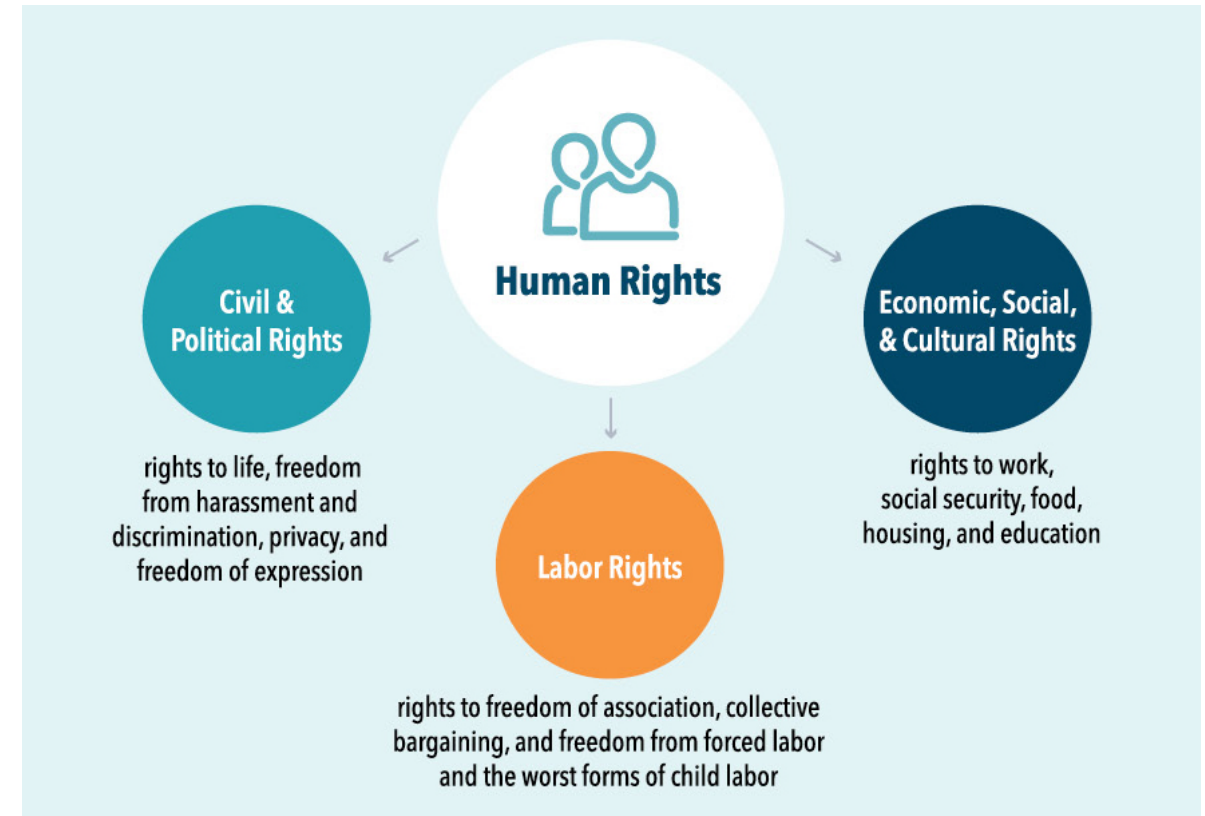 Human Rights
Civil &
Political Rights
rights to life, freedom
from harassment and
discrimination, privacy, and
freedom of expression
Labor Rights
rights to freedom of association, collective
bargaining, and freedom from forced labor
and the worst forms of child labor
Economic, Social,
& Cultural Rights
rights to work,
social security, food,
housing, and education